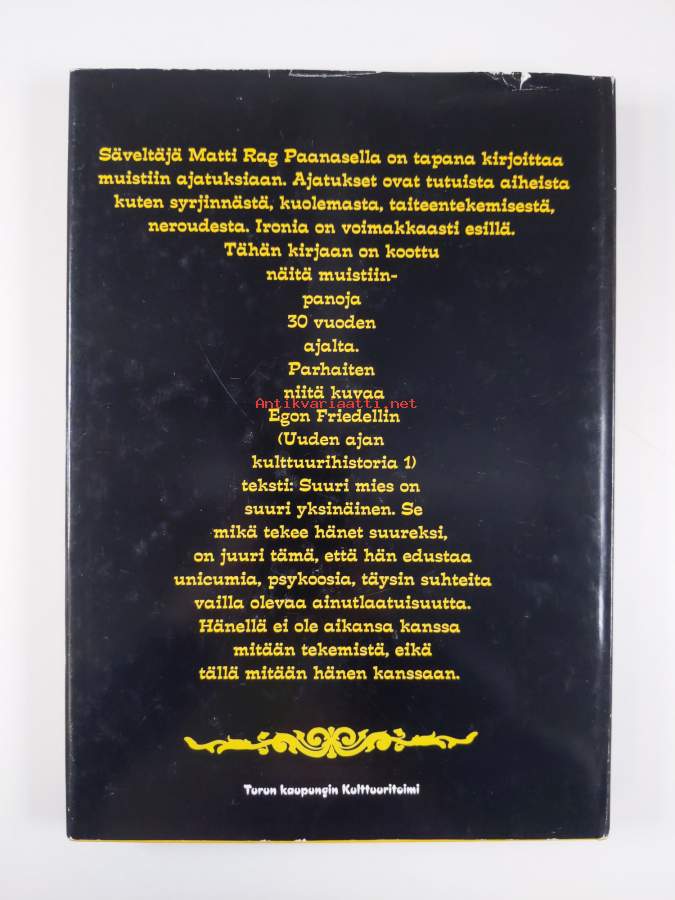 Säveltäjä Matti Rag Paanasella on tapana kirjoittaa
muistiin ajatuksiaan. Ajatukset ovat tutuista aiheista
kuten syrjinnästä, kuolemasta, taiteentekemisestä,
neroudesta. Ironia on voimakkaasti esillä.
Tähän kirjaan on koottu
näitä muistiin-
panoja
30 vuoden
ajalta.
Parhaiten
niitä kuvaa
Antikvariaatti.net
Egon Friedellin
(Uuden ajan
kulttuurihistoria 1)
teksti: Suuri mies on
suuri yksinäinen. Se
mikä tekee hänet suureksi,
on juuri tämä, että hän edustaa
unicumia, psykoosia, täysin suhteita
vailla olevaa ainutlaatuisuutta.
Hänellä ei ole aikansa kanssa
mitään tekemistä, eikä
tällä mitään hänen kanssaan.
Turun kaupungin Kulttuuritoimi